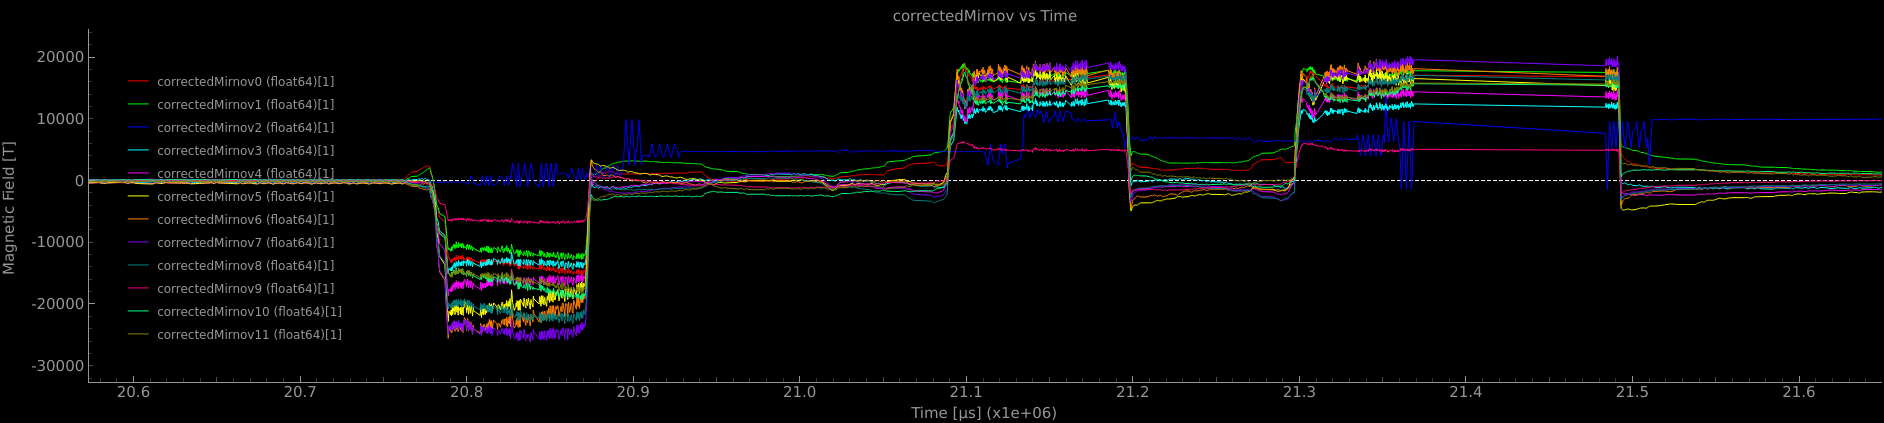 correctedMirnov vs Time
20000
10000
0
-10000
-20000
-30000
Magnetic Field [T]
correctedMirnov0 (float64)[1]
correctedMirnov1 (float64)[1]
correctedMirnov2 (float64)[1]
correctedMirnov3 (float64)[1]
correctedMirnov4 (float64)[1]
correctedMirnov5 (float64)[1]
correctedMirnov6 (float64)[1]
correctedMirnov7 (float64)[1]
correctedMirnov8 (float64)[1]
correctedMirnov9 (float64)[1]
correctedMirnov10 (float64)[1]
correctedMirnov11 (float64)[1]
20.6 20.7 20.8 20.9 21.0 21.1 21.2 21.3 21.4 21.5 21.6
Time [µs] (x1e+06)